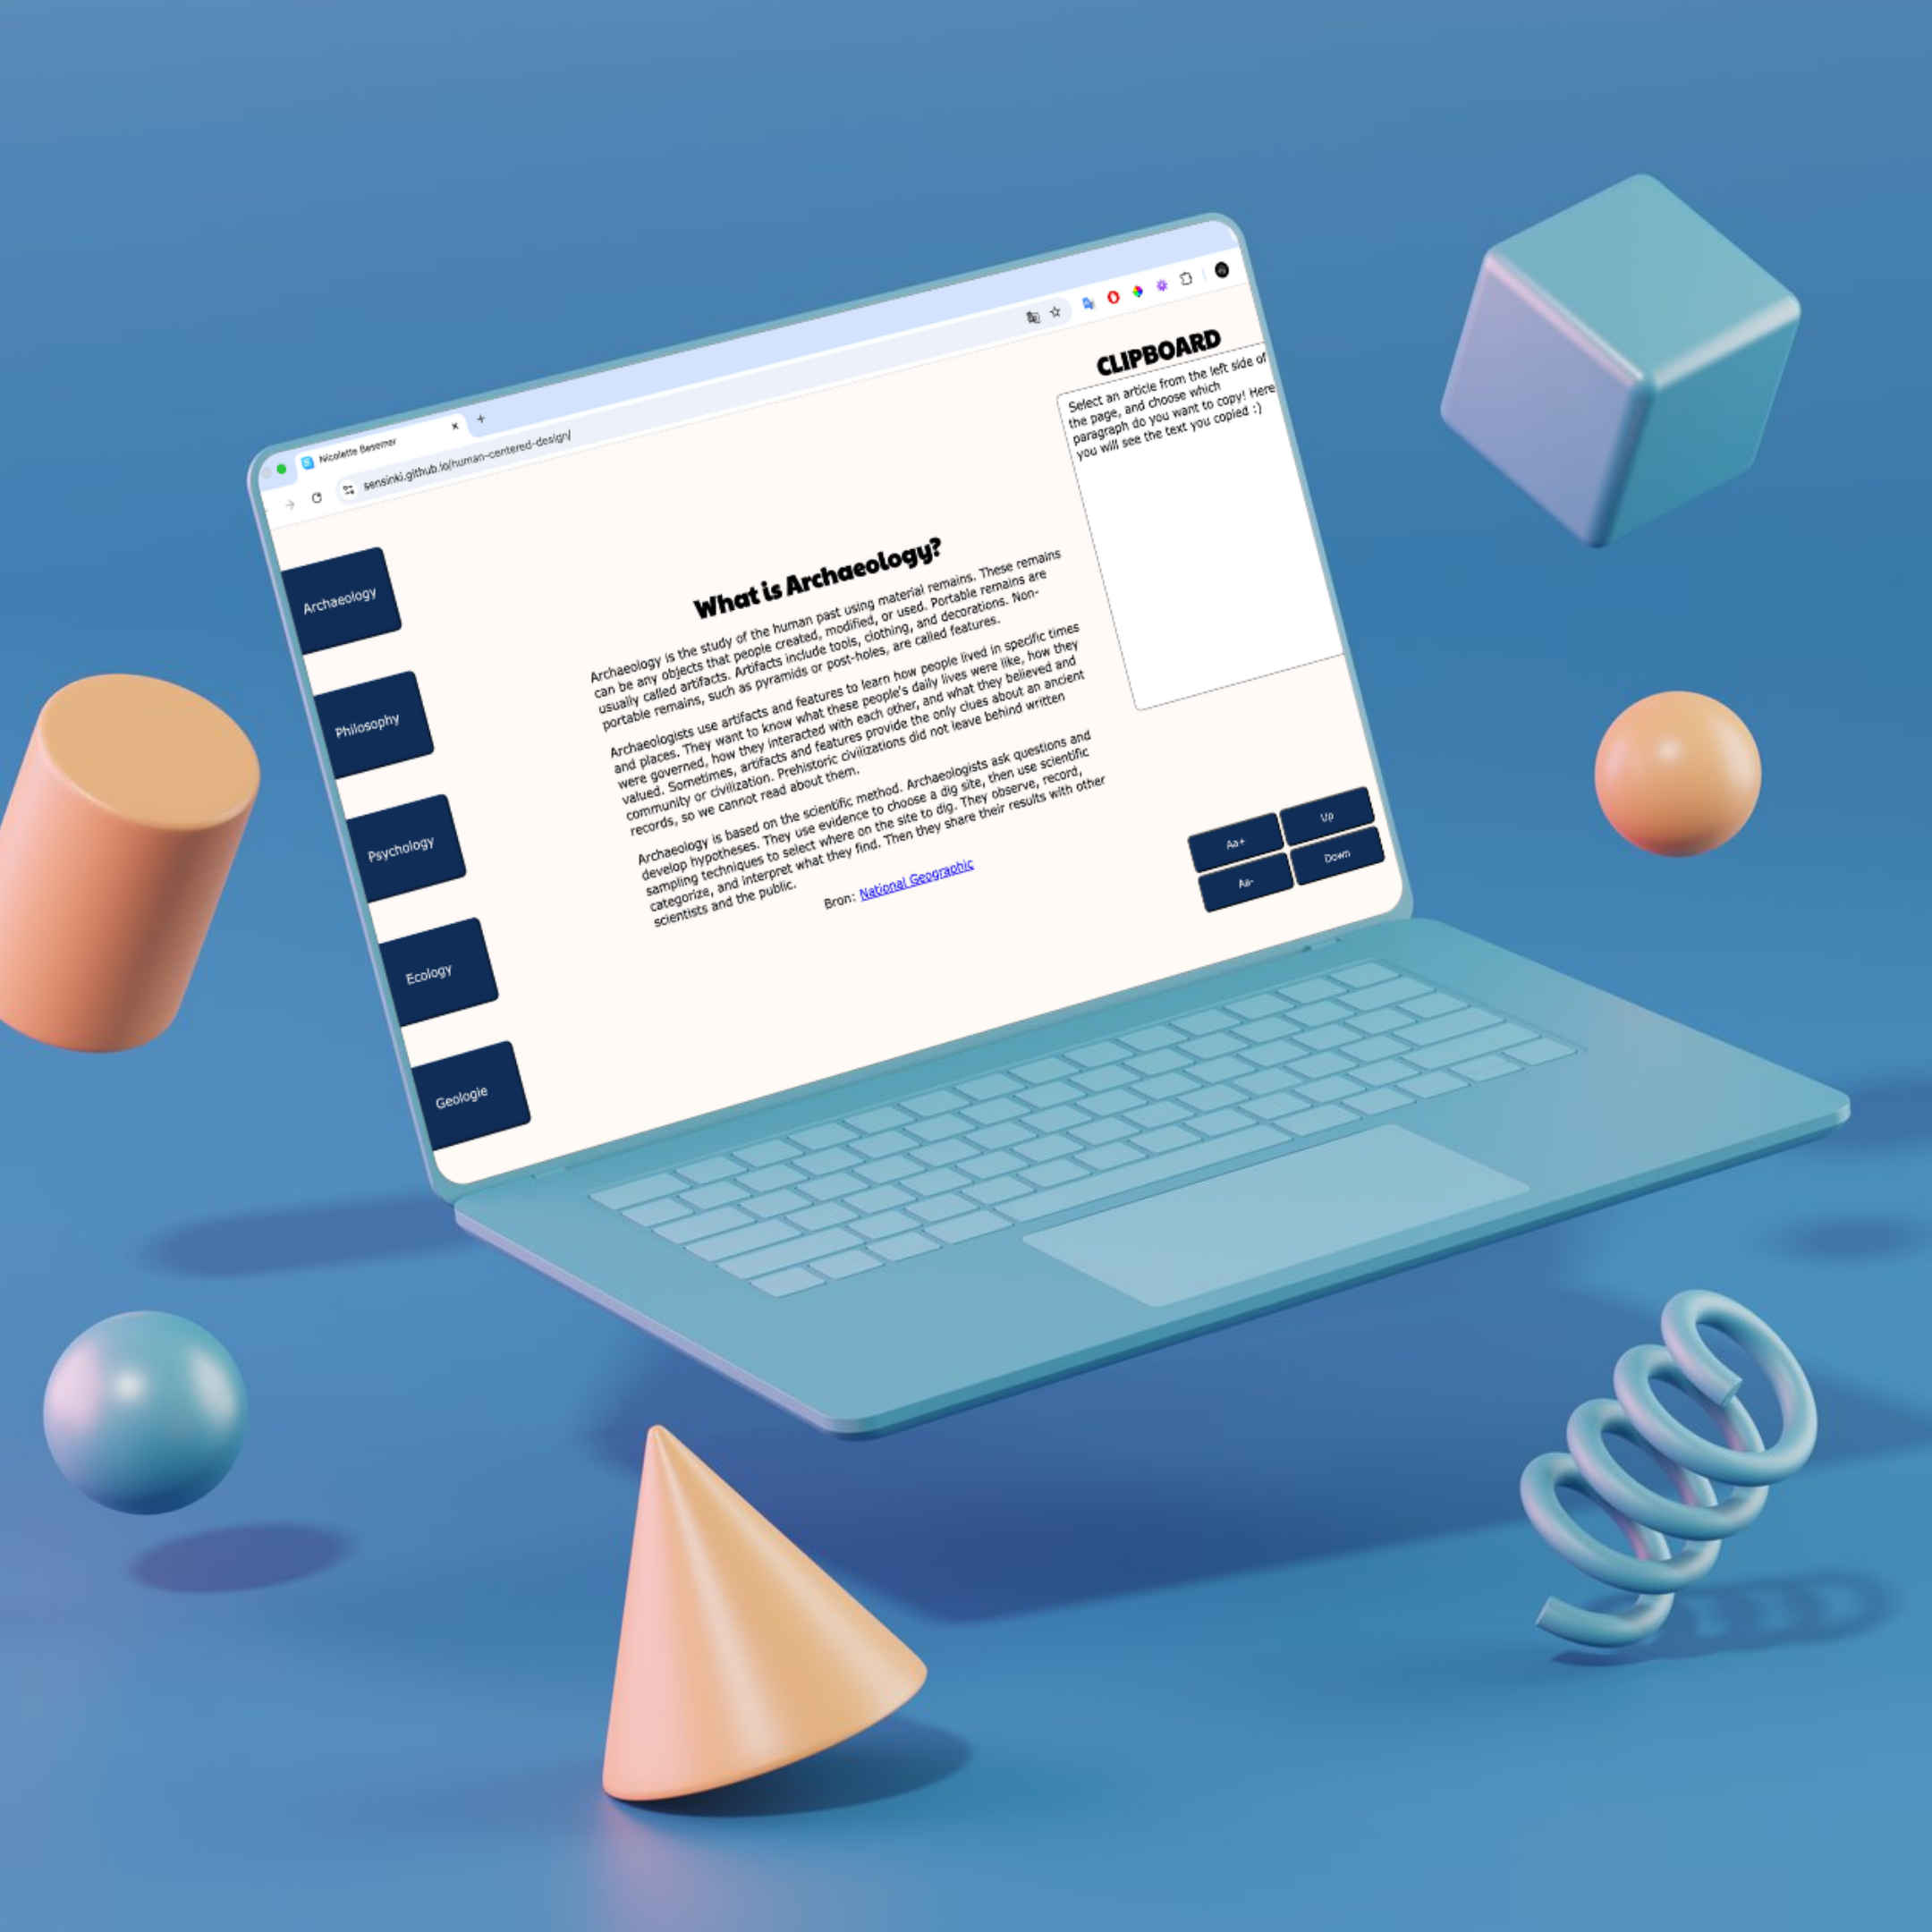 Nicolette Besemer
sensinki.github.io/human-centered-design/
Archaeology
Philosophy
Psychology
Ecology
Geologie
What is Archaeology?
Archaeology is the study of the human past using material remains. These remains
can be any objects that people created, modified, or used. Portable remains are
usually called artifacts. Artifacts include tools, clothing, and decorations. Non-
portable remains, such as pyramids or post-holes, are called features.
Archaeologists use artifacts and features to learn how people lived in specific times
and places. They want to know what these people's daily lives were like, how they
were governed, how they interacted with each other, and what they believed and
valued. Sometimes, artifacts and features provide the only clues about an ancient
community or civilization. Prehistoric civilizations did not leave behind written
records, so we cannot read about them.
Archaeology is based on the scientific method. Archaeologists ask questions and
develop hypotheses. They use evidence to choose a dig site, then use scientific
sampling techniques to select where on the site to dig. They observe, record,
categorize, and interpret what they find. Then they share their results with other
scientists and the public.
Bron: National Geographic
CLIPBOARD
Select an article from the left side of
the page, and choose which
paragraph do you want to copy! Here
you will see the text you copied :)
Aa+
Up
Aa-
Down